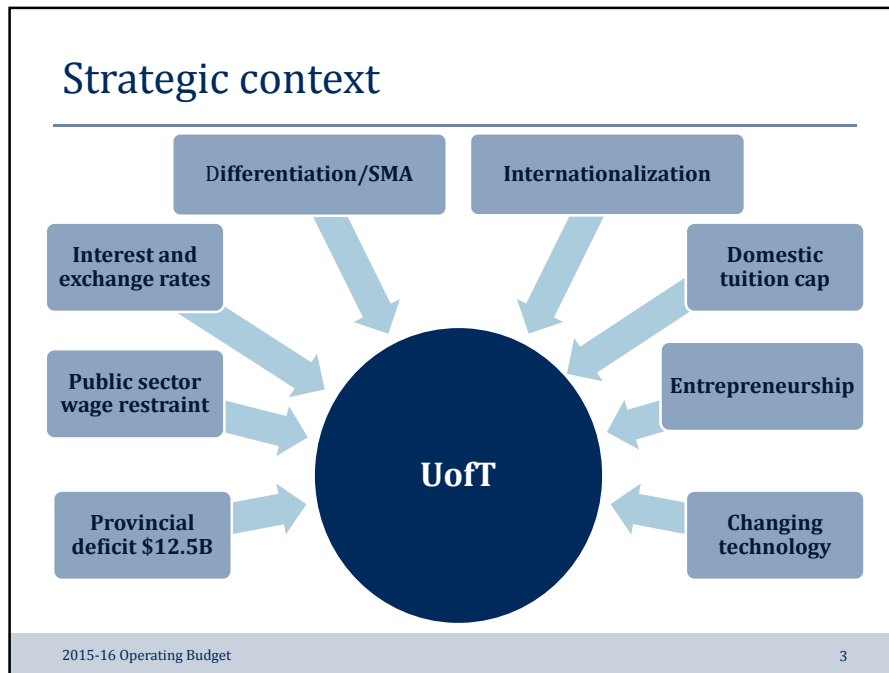 Strategic context
Differentiation/SMA
Internationalization
Interest and
exchange rates
Domestic
tuition cap
Public sector
wage restraint
Entrepreneurship
UofT
Provincial
deficit $12.5B
Changing
technology
2015-16 Operating Budget
3